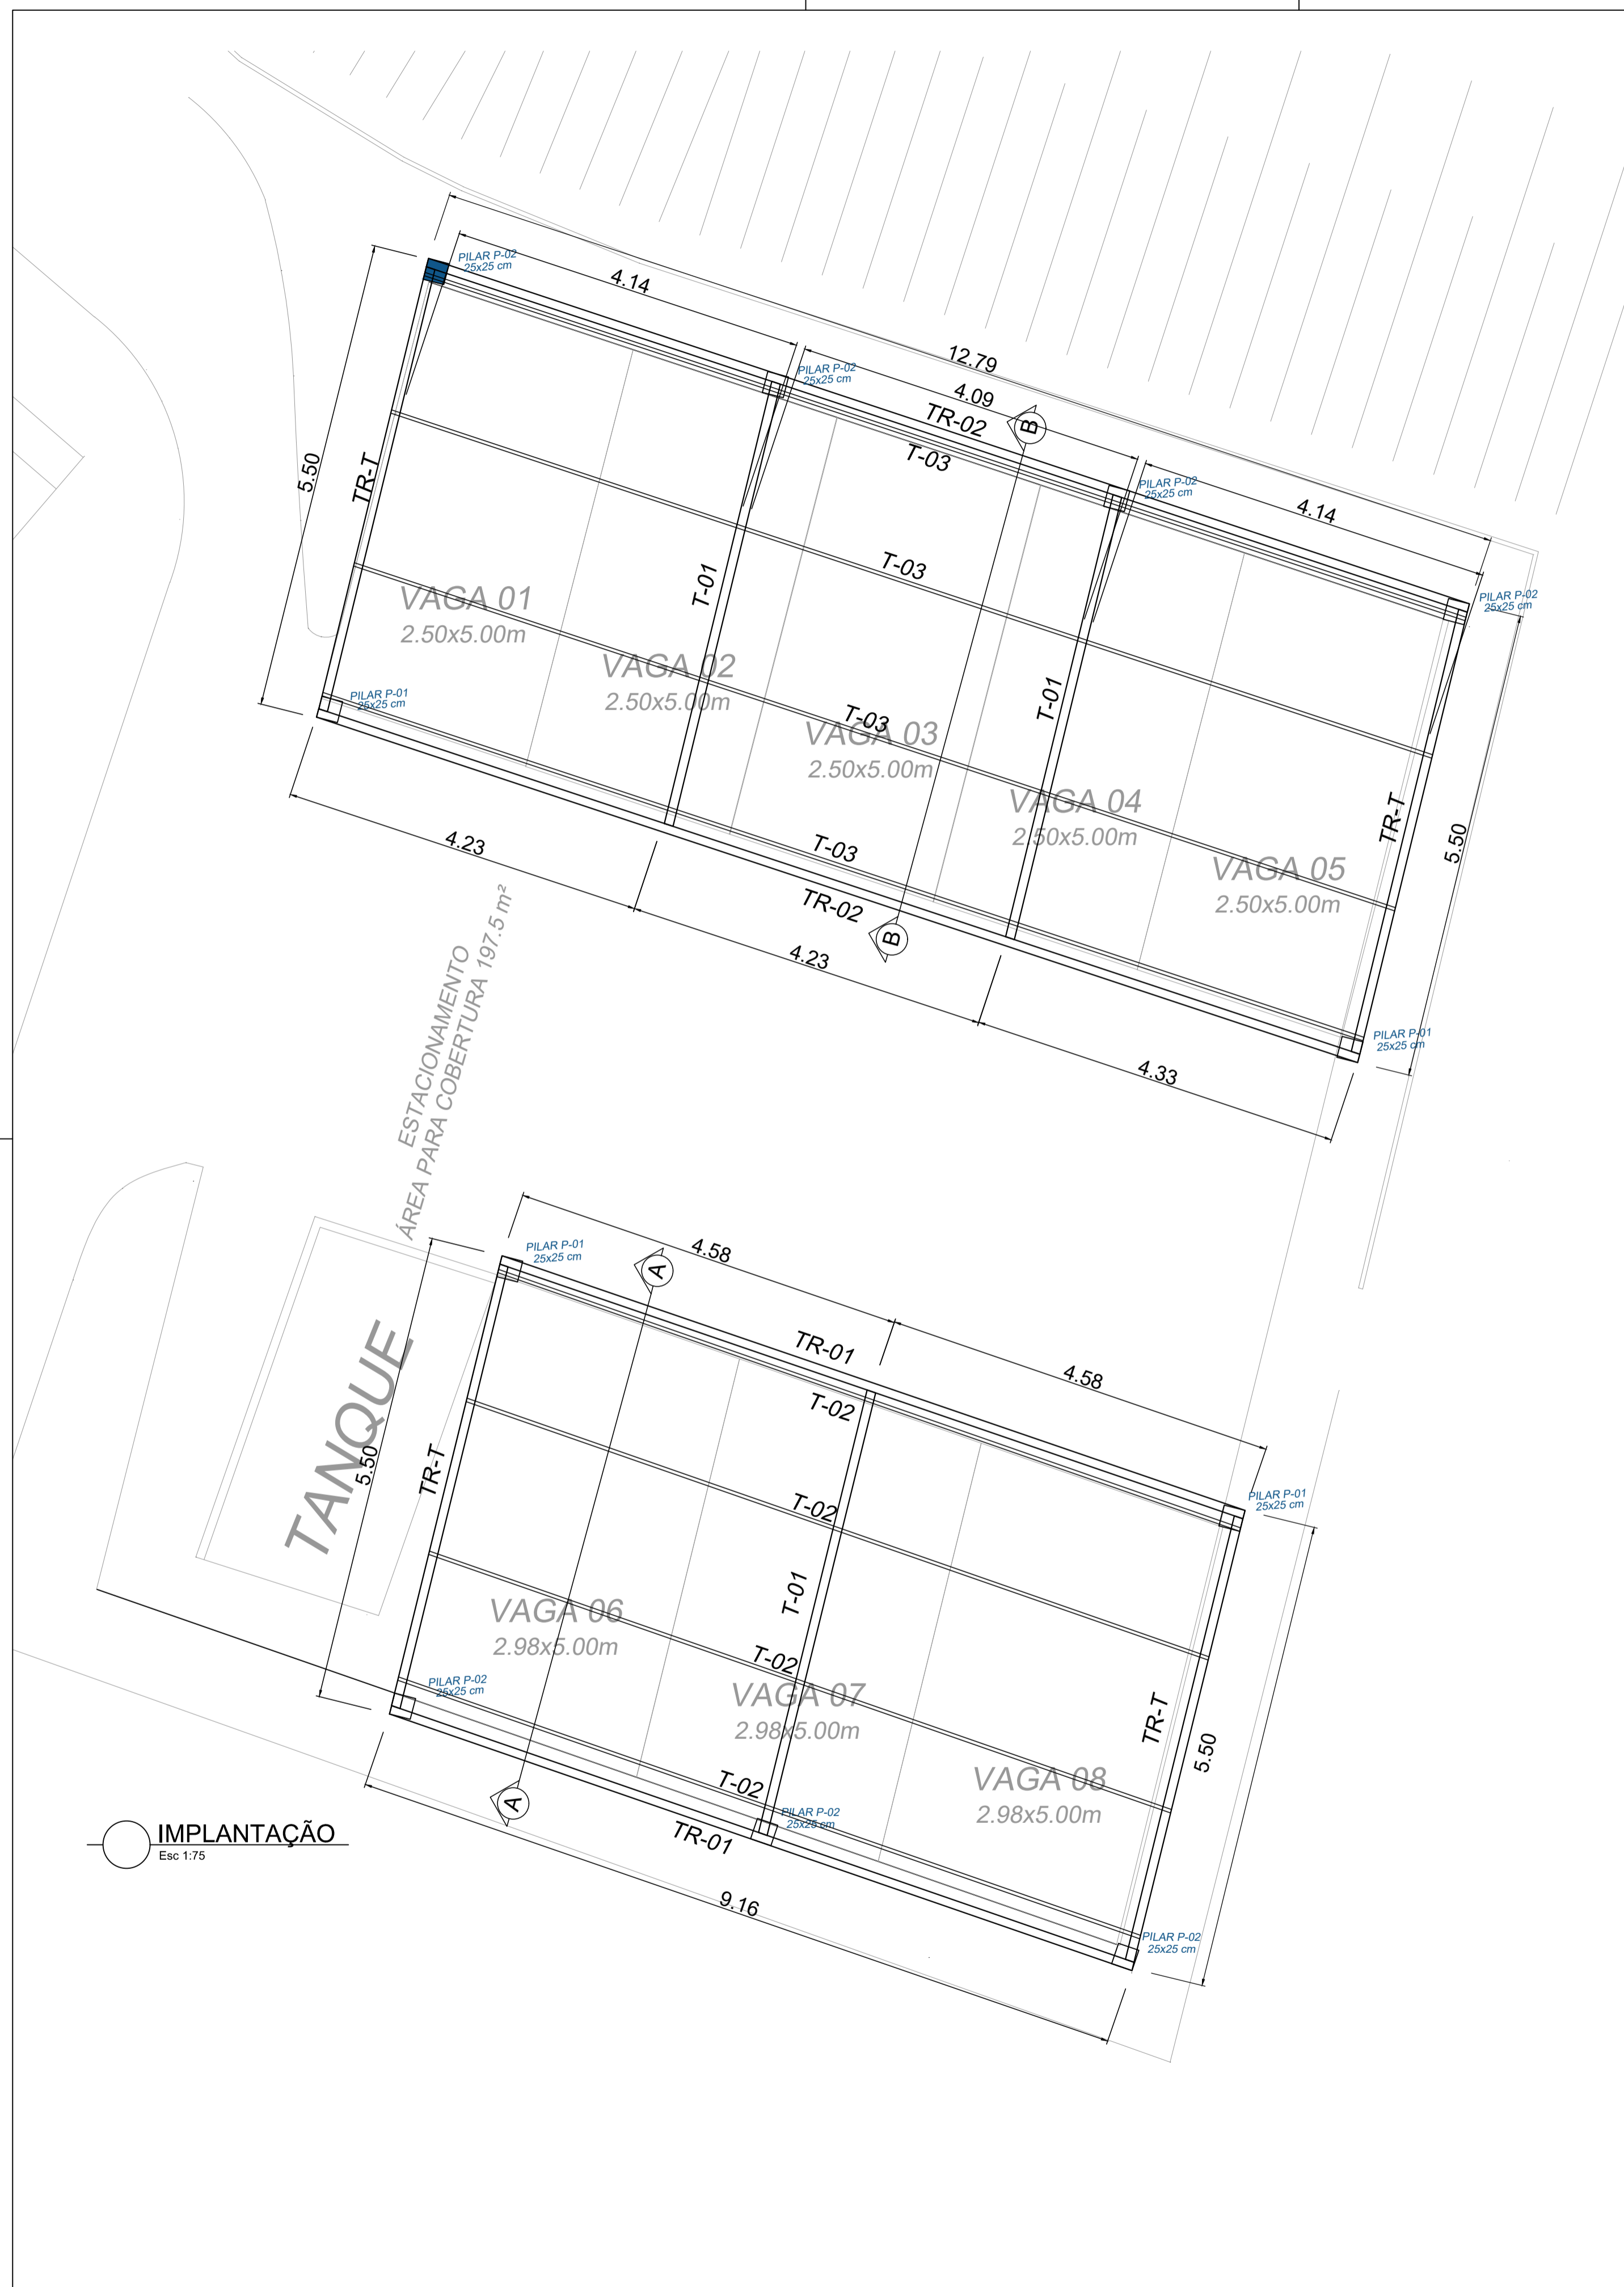 PILAR P-02
25x25 cm
4.14
12.79
PILAR P-02
25x25 cm
4.09
TR-02
B
T-03
5.50
TR-T
PILAR P-02
25x25 cm
4.14
T-03
T-01
VAGA 01
2.50x5.00m
PILAR P-02
25x25 cm
VAGA 02
2.50x5.00m
PILAR P-01
25x25 cm
T-01
T-03
VAGA 03
2.50x5.00m
VAGA 04
2.50x5.00m
TR-T
5.50
4.23
T-03
VAGA 05
2.50x5.00m
TR-02
B
4.23
PILAR P-01
25x25 cm
4.33
ESTACIONAMENTO
ÁREA PARA COBERTURA 197.5 m²
PILAR P-01
25x25 cm
A
4.58
TR-01
4.58
T-02
TANQUE
5.50
TR-T
T-02
PILAR P-01
25x25 cm
T-01
VAGA 06
2.98x5.00m
T-02
PILAR P-02
25x25 cm
VAGA 07
2.98x5.00m
TR-T
5.50
T-02
VAGA 08
2.98x5.00m
A
PILAR P-02
25x25 cm
TR-01
9.16
PILAR P-02
25x25 cm
IMPLANTAÇÃO
Esc 1:75